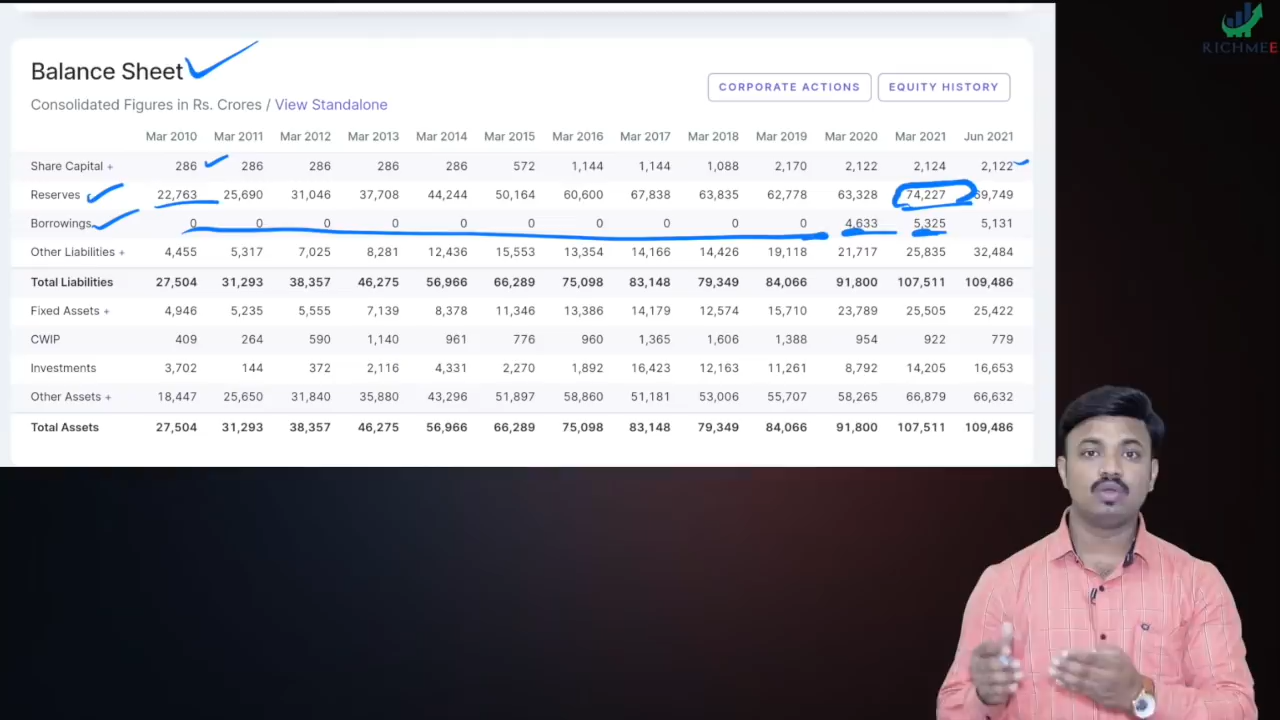 RICHMEE
Balance Sheet
Consolidated Figures in Rs. Crores / View Standalone
CORPORATE ACTIONS EQUITY HISTORY
Mar 2010 Mar 2011 Mar 2012 Mar 2013 Mar 2014 Mar 2015 Mar 2016 Mar 2017 Mar 2018 Mar 2019 Mar 2020 Mar 2021 Jun 2021
Share Capital + 286 286 286 286 286 572 1,144 1,144 1,088 2,170 2,122 2,124 2,122
Reserves 22,763 25,690 31,046 37,708 44,244 50,164 60,600 67,838 63,835 62,778 63,328 74,227 69,749
Borrowings 0 0 0 0 0 0 0 0 0 0 4,633 5,325 5,131
Other Liabilities + 4,455 5,317 7,025 8,281 12,436 15,553 13,354 14,166 14,426 19,118 21,717 25,835 32,484
Total Liabilities 27,504 31,293 38,357 46,275 56,966 66,289 75,098 83,148 79,349 84,066 91,800 107,511 109,486
Fixed Assets + 4,946 5,235 5,555 7,139 8,378 11,346 13,386 14,179 12,574 15,710 23,789 25,505 25,422
CWIP 409 264 590 1,140 961 776 960 1,365 1,606 1,388 954 922 779
Investments 3,702 144 372 2,116 4,331 2,270 1,892 16,423 12,163 11,261 8,792 14,205 16,653
Other Assets + 18,447 25,650 31,840 35,880 43,296 51,897 58,860 51,181 53,006 55,707 58,265 66,879 66,632
Total Assets 27,504 31,293 38,357 46,275 56,966 66,289 75,098 83,148 79,349 84,066 91,800 107,511 109,486